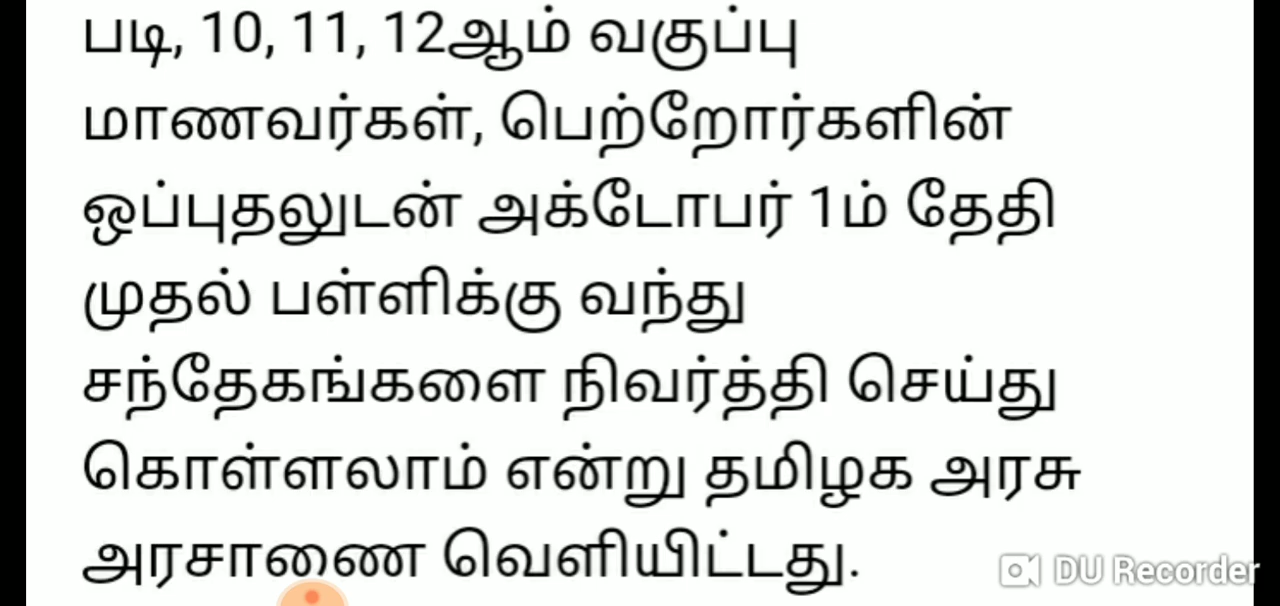 படி, 10, 11, 12ஆம் வகுப்பு
மாணவர்கள், பெற்றோர்களின்
ஒப்புதலுடன் அக்டோபர் 1ம் தேதி
முதல் பள்ளிக்கு வந்து
சந்தேகங்களை நிவர்த்தி செய்து
கொள்ளலாம் என்று தமிழக அரசு
அரசாணை வெளியிட்டது.
DU Recorder